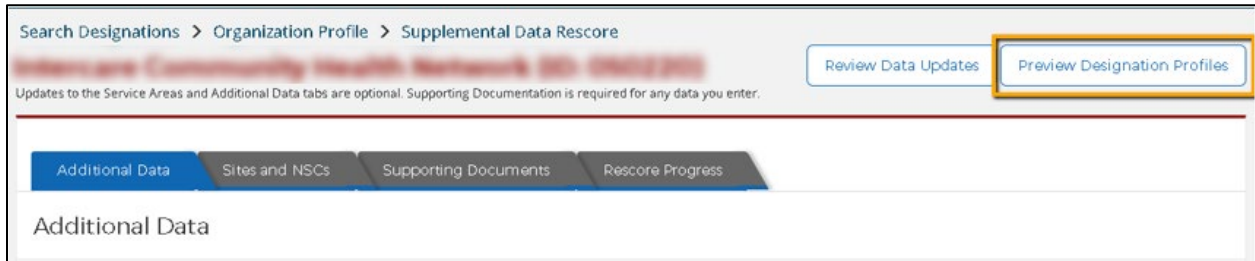 Search Designations > Organization Profile > Supplemental Data Rescore
Review Data Updates
Preview Designation Profiles
Updates to the Service Areas and Additional Data tabs are optional. Supporting Documentation is required for any data you enter.
Additional Data
Sites and NSCs
Supporting Documents
Rescore Progress
Additional Data